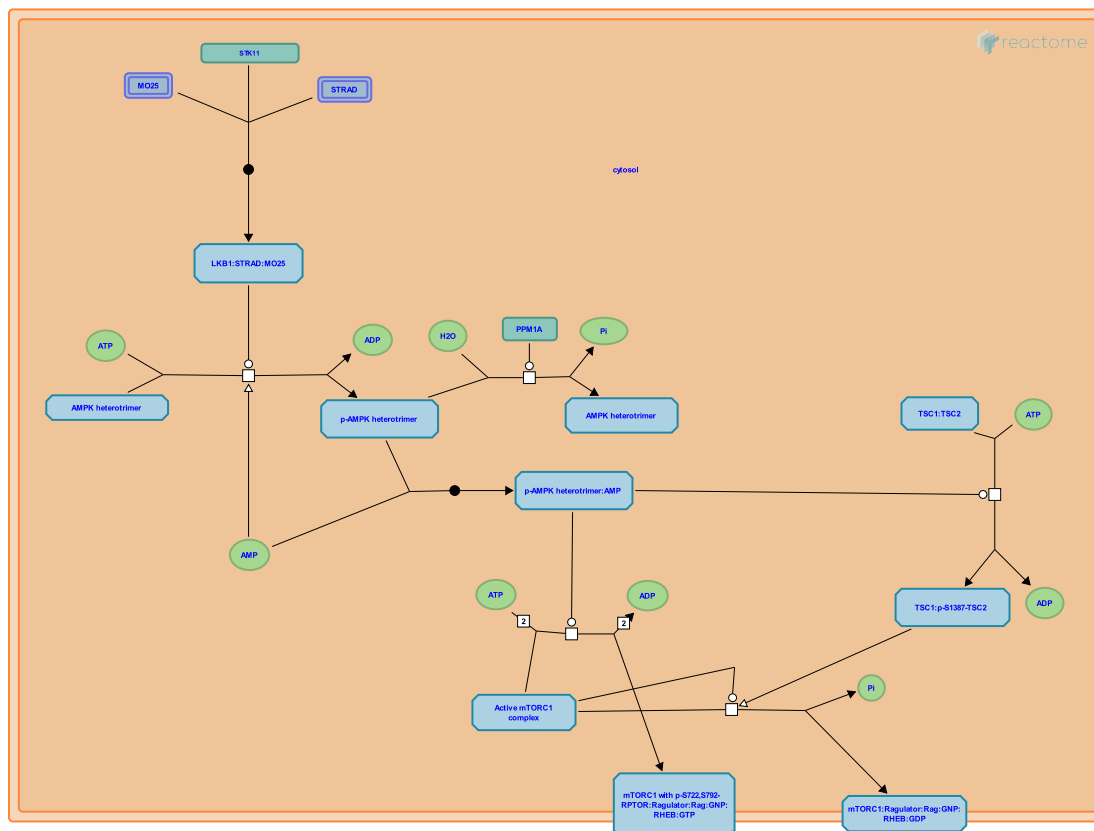 STK11
reactome
MO25
STRAD
cytosol
LKB1:STRAD:MO25
ATP
ADP
H2O
PPM1A
Pi
AMPK heterotrimer
p-AMPK heterotrimer
AMPK heterotrimer
TSC1:TSC2
ATP
p-AMPK heterotrimer:AMP
AMP
ATP
2
ADP
2
TSC1:p-S1387-TSC2
ADP
Active mTORC1
complex
Pi
mTORC1 with p-S722,S792-
RPTOR:Ragulator:Rag:GNP:
RHEB:GTP
mTORC1:Ragulator:Rag:GNP:
RHEB:GDP